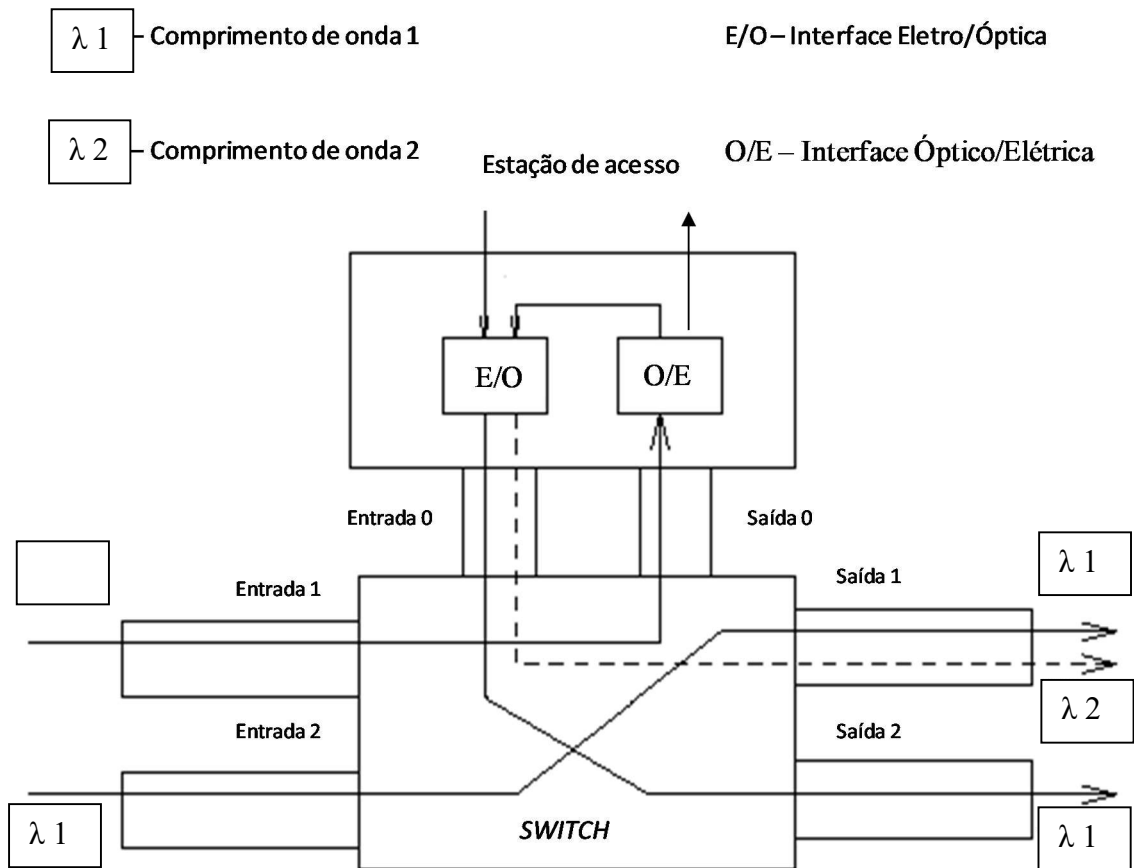 λ 1 – Comprimento de onda 1
E/O – Interface Eletro/Óptica
λ 2 – Comprimento de onda 2
O/E – Interface Óptico/Elétrica
Estação de acesso
E/O
O/E
Entrada 0
Saída 0
λ 1
Entrada 1
Saída 1
λ 2
Entrada 2
Saída 2
λ 1
SWITCH
λ 1